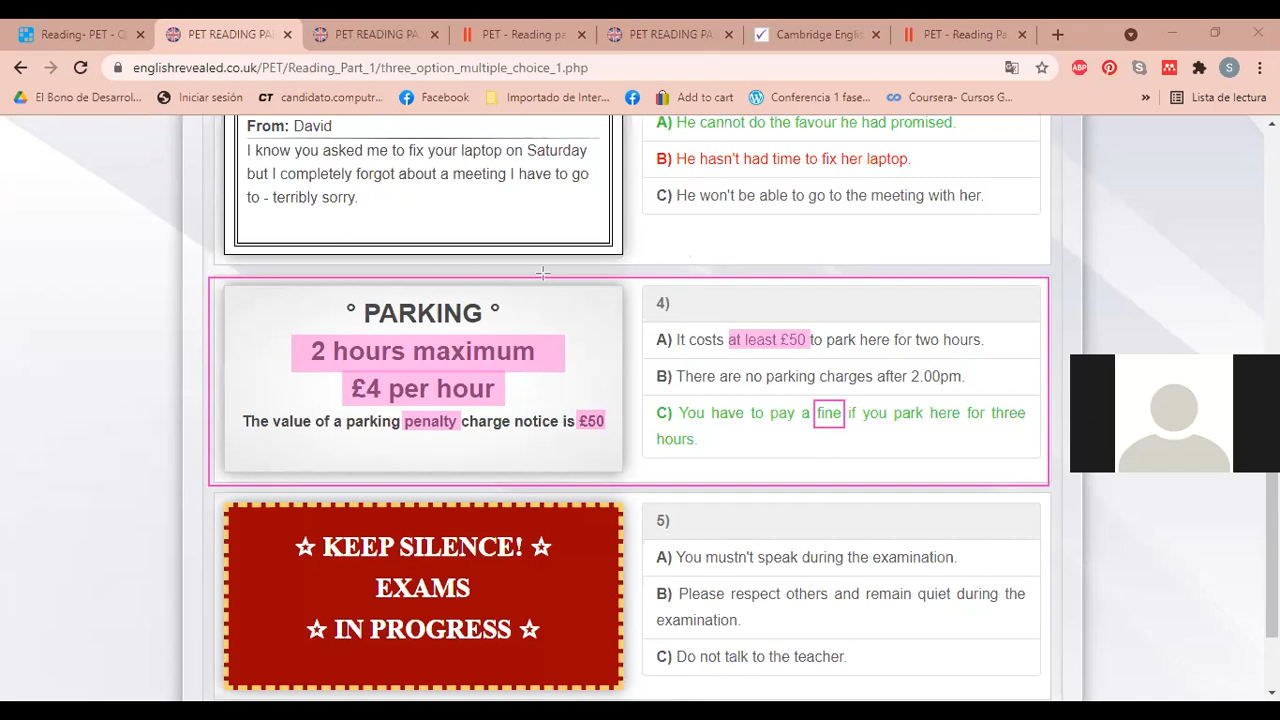 Reading- PET - Q
PET READING PA
PET READING PA
PET - Reading pa
PET READING PA
Cambridge Engli
PET - Reading Pa
englishrevealed.co.uk/PET/Reading_Part_1/three_option_multiple_choice_1.php
ABP
S
El Bono de Desarrol...
Iniciar sesión
CT candidato.computr...
Facebook
Importado de Inter...
Add to cart
Conferencia 1 fase...
Coursera- Cursos G...
»
Lista de lectura
From: David
I know you asked me to fix your laptop on Saturday
but I completely forgot about a meeting I have to go
to - terribly sorry.
A) He cannot do the favour he had promised.
B) He hasn't had time to fix her laptop.
C) He won't be able to go to the meeting with her.
° PARKING °
2 hours maximum
£4 per hour
The value of a parking penalty charge notice is £50
4)
A) It costs at least £50 to park here for two hours.
B) There are no parking charges after 2.00pm.
C) You have to pay a fine if you park here for three
hours.
☆ KEEP SILENCE! ☆
EXAMS
☆ IN PROGRESS ☆
5)
A) You mustn't speak during the examination.
B) Please respect others and remain quiet during the
examination.
C) Do not talk to the teacher.